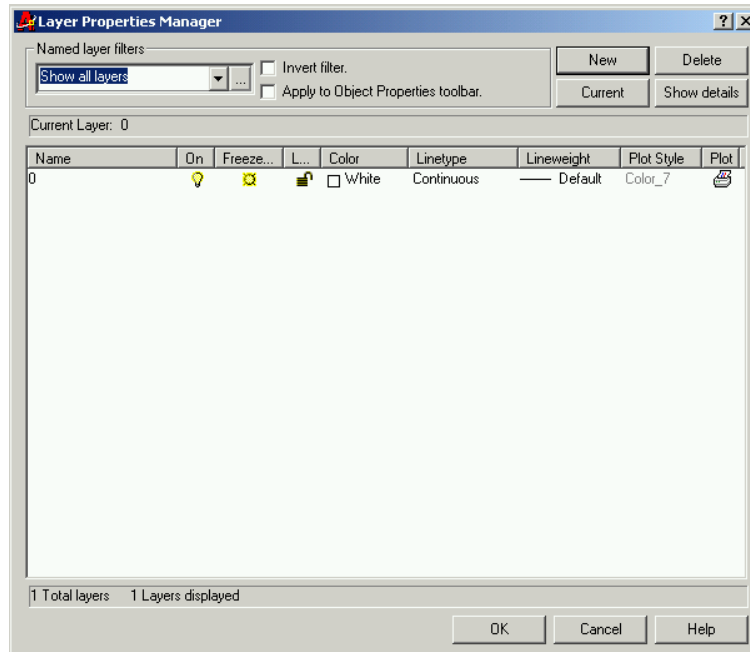 Layer Properties Manager
Named layer filters
Show all layers
...
Invert filter.
Apply to Object Properties toolbar.
New
Delete
Current
Show details
Current Layer: 0
Name On Freeze... L... Color Linetype Lineweight Plot Style Plot
0 White Continuous Default Color_7
1 Total layers 1 Layers displayed
OK Cancel Help